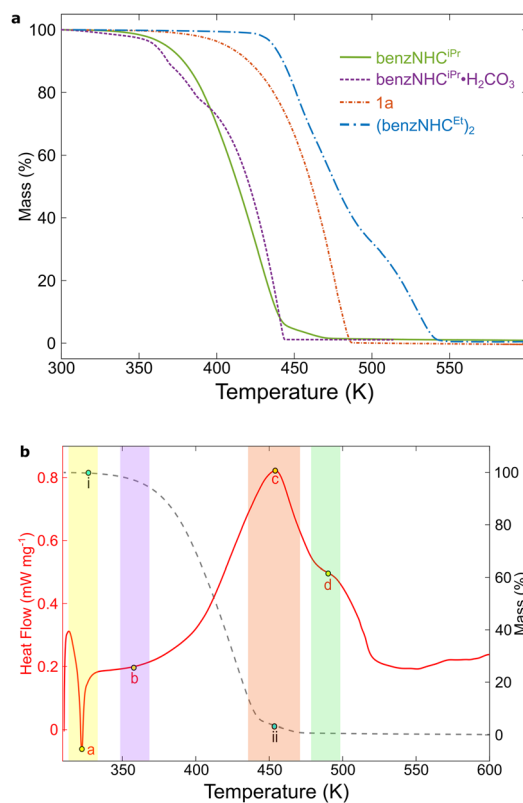 a
100
80
60
40
20
0
Mass (%)
benzNHC^iPr
benzNHC^iPr•H₂CO₃
1a
(benzNHC^Et)₂
300 350 400 450 500 550
Temperature (K)
b
0.8
0.6
0.4
0.2
0
Heat Flow (mW mg⁻¹)
i
a
b
c
d
ii
100
80
60
40
20
0
Mass (%)
350 400 450 500 550 600
Temperature (K)